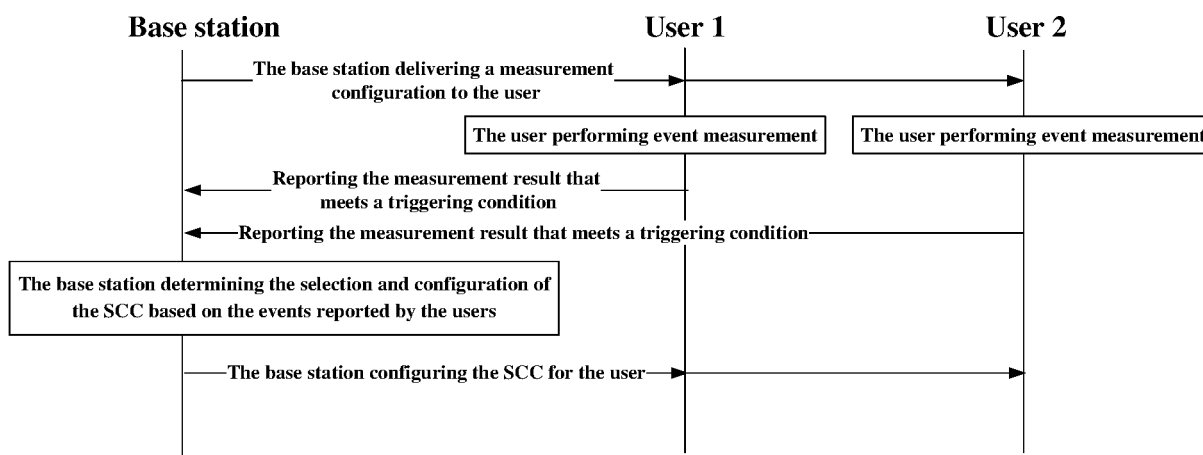 Base station
User 1
User 2
The base station delivering a measurement
configuration to the user
The user performing event measurement
The user performing event measurement
Reporting the measurement result that
meets a triggering condition
Reporting the measurement result that meets a triggering condition
The base station determining the selection and configuration of
the SCC based on the events reported by the users
The base station configuring the SCC for the user